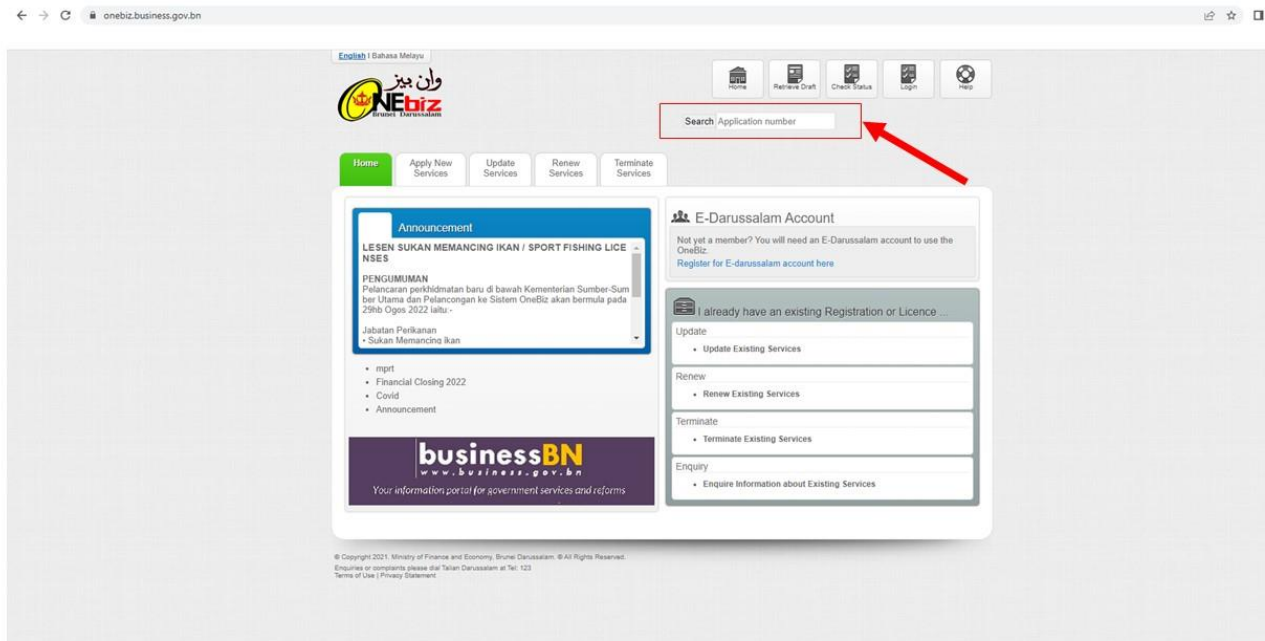 onebiz.business.gov.bn
English | Bahasa Melayu
وان بيز
ONEbiz
Brunei Darussalam
Home
Retrieve Draft
Check Status
Login
Help
Search Application number
Home
Apply New
Services
Update
Services
Renew
Services
Terminate
Services
Announcement
LESEN SUKAN MEMANCING IKAN / SPORT FISHING LICE
NSES
PENGUMUMAN
Pelancaran perkhidmatan baru di bawah Kementerian Sumber-Sum
ber Utama dan Pelancongan ke Sistem OneBiz akan bermula pada
29hb Ogos 2022 iaitu:-
Jabatan Perikanan
• Sukan Memancing Ikan
• mprt
• Financial Closing 2022
• Covid
• Announcement
businessBN
www.business.gov.bn
Your information portal for government services and reforms
E-Darussalam Account
Not yet a member? You will need an E-Darussalam account to use the
OneBiz.
Register for E-darussalam account here
I already have an existing Registration or Licence ...
Update
• Update Existing Services
Renew
• Renew Existing Services
Terminate
• Terminate Existing Services
Enquiry
• Enquire Information about Existing Services
© Copyright 2021. Ministry of Finance and Economy, Brunei Darussalam. © All Rights Reserved.
Enquiries or complaints please dial Talian Darussalam at Tel: 123
Terms of Use | Privacy Statement